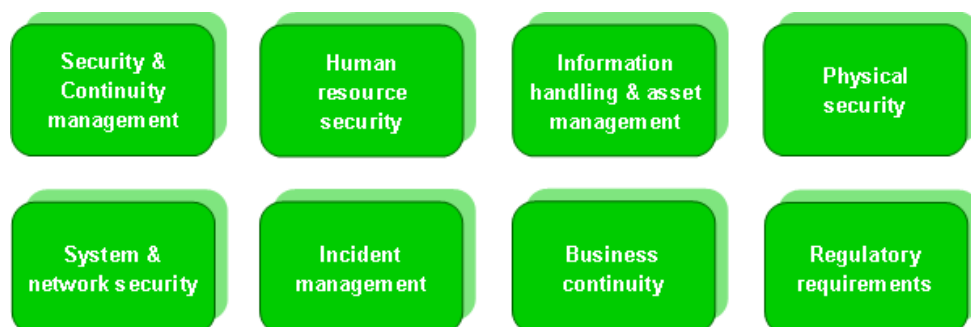 Security &
Continuity
management
Human
resource
security
Information
handling & asset
management
Physical
security
System &
network security
Incident
management
Business
continuity
Regulatory
requirements